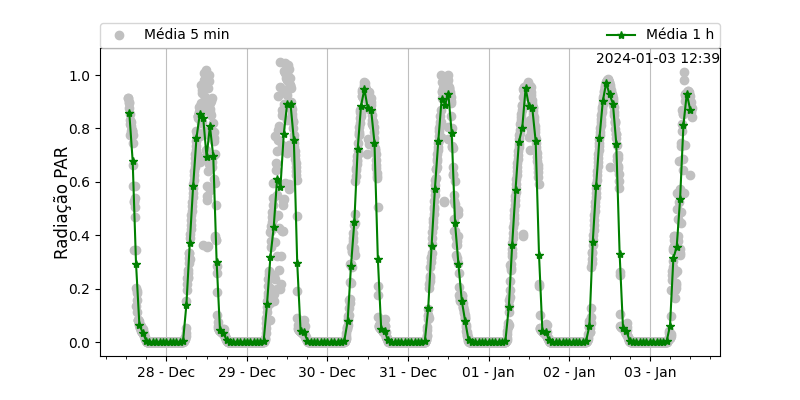 Média 5 min
Média 1 h
2024-01-03 12:39
1.0
0.8
0.6
0.4
0.2
0.0
Radiação PAR
28 - Dec
29 - Dec
30 - Dec
31 - Dec
01 - Jan
02 - Jan
03 - Jan